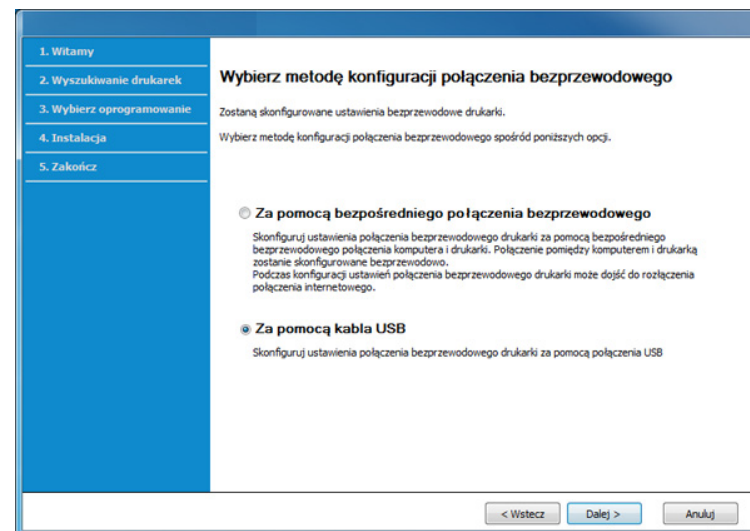 1. Witamy
2. Wyszukiwanie drukarek
3. Wybierz oprogramowanie
4. Instalacja
5. Zakończ
Wybierz metodę konfiguracji połączenia bezprzewodowego
Zostaną skonfigurowane ustawienia bezprzewodowe drukarki.
Wybierz metodę konfiguracji połączenia bezprzewodowego spośród poniższych opcji.
Za pomocą bezpośredniego połączenia bezprzewodowego
Skonfiguruj ustawienia połączenia bezprzewodowego drukarki za pomocą bezpośredniego
bezprzewodowego połączenia komputera i drukarki. Połączenie pomiędzy komputerem i drukarką
zostanie skonfigurowane bezprzewodowo.
Podczas konfiguracji ustawień połączenia bezprzewodowego drukarki może dojść do rozłączenia
połączenia internetowego.
Za pomocą kabla USB
Skonfiguruj ustawienia połączenia bezprzewodowego drukarki za pomocą połączenia USB
< Wstecz
Dalej >
Anuluj